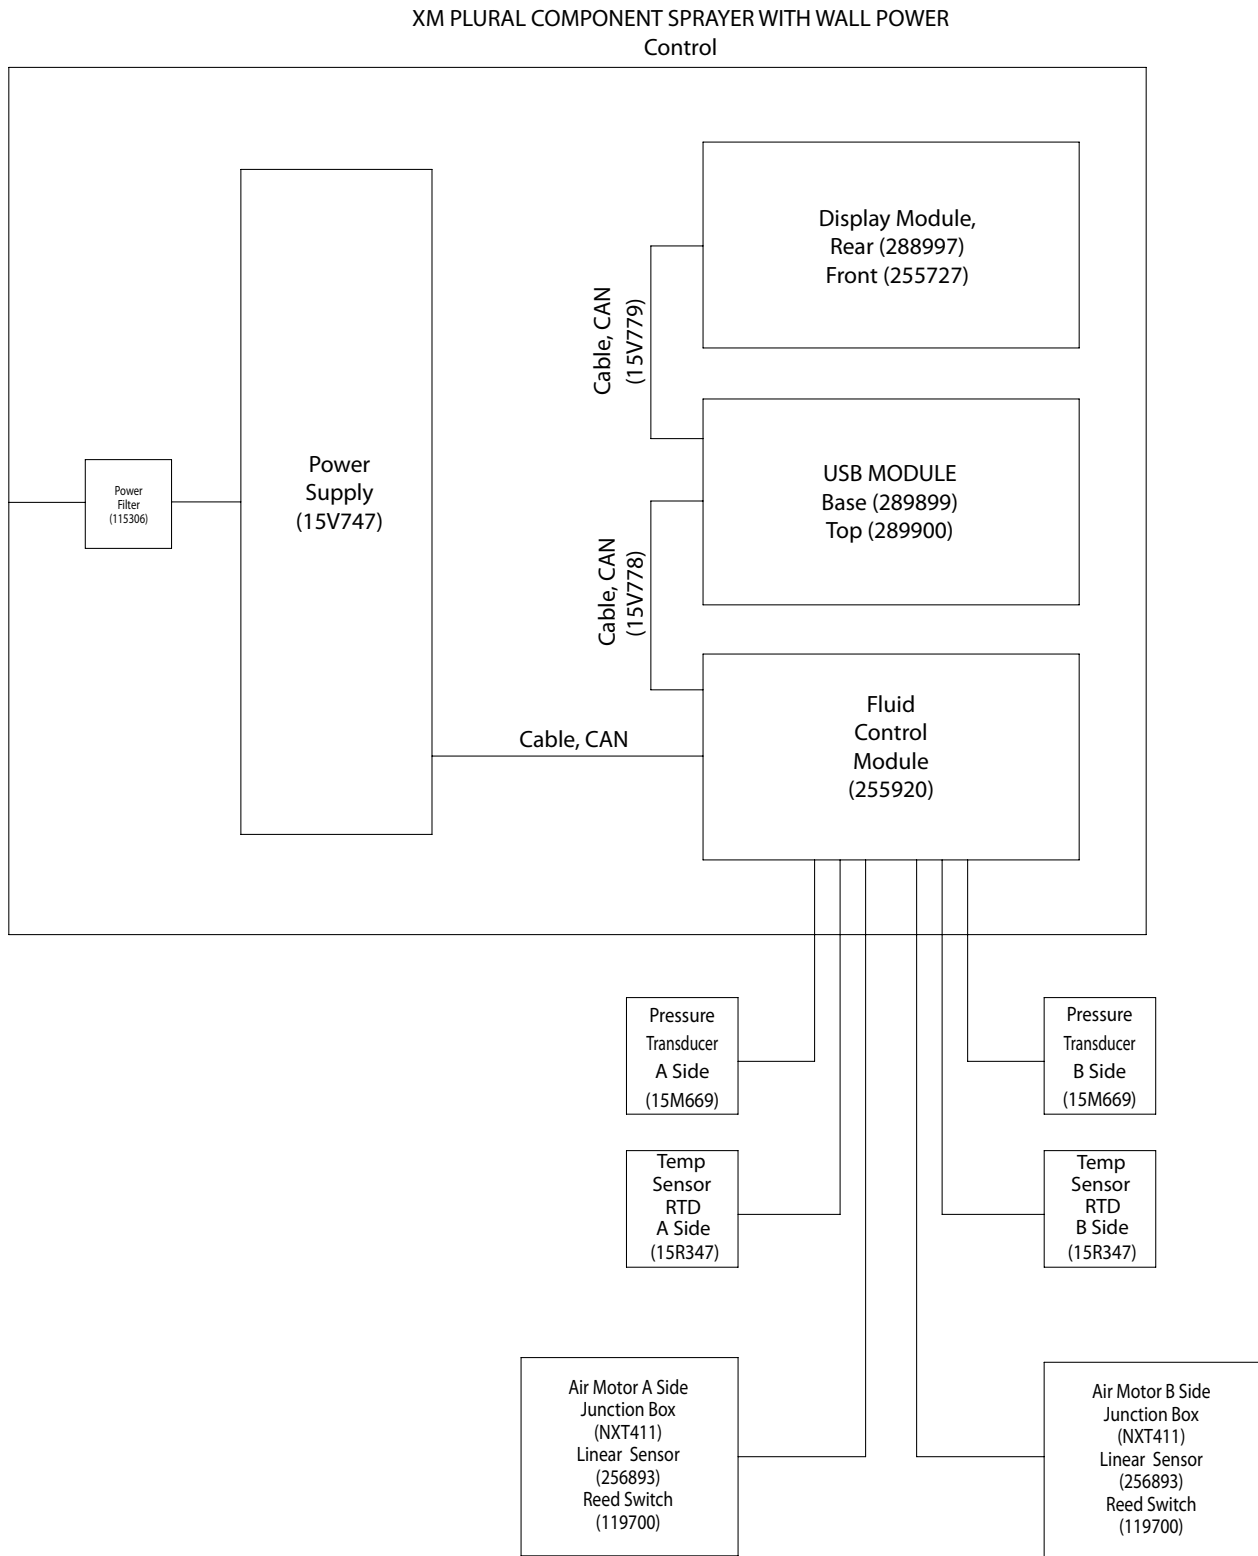 XM PLURAL COMPONENT SPRAYER WITH WALL POWER
Control
Display Module,
Rear (288997)
Front (255727)
Cable, CAN
(15V779)
USB MODULE
Base (289899)
Top (289900)
Power
Filter
(115306)
Power
Supply
(15V747)
Cable, CAN
(15V778)
Fluid
Control
Module
(255920)
Cable, CAN
Pressure
Transducer
A Side
(15M669)
Pressure
Transducer
B Side
(15M669)
Temp
Sensor
RTD
A Side
(15R347)
Temp
Sensor
RTD
B Side
(15R347)
Air Motor A Side
Junction Box
(NXT411)
Linear Sensor
(256893)
Reed Switch
(119700)
Air Motor B Side
Junction Box
(NXT411)
Linear Sensor
(256893)
Reed Switch
(119700)